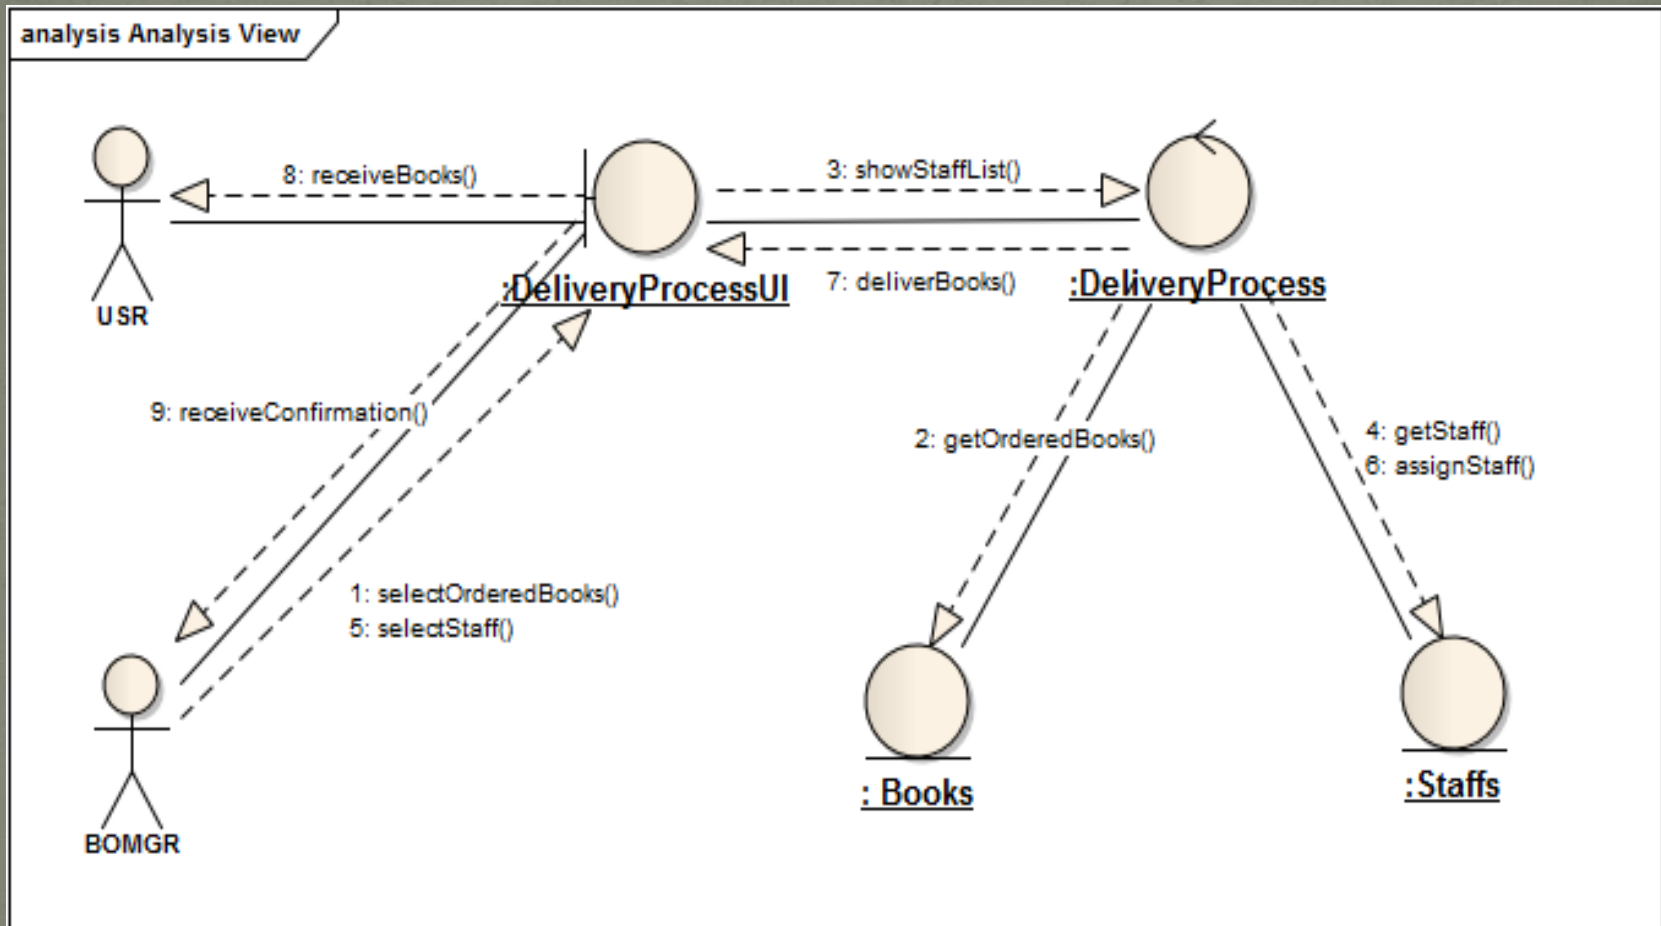 analysis Analysis View
8: receiveBooks()
3: showStaffList()
:DeliveryProcessUI
7: deliverBooks()
:DeliveryProcess
USR
9: receiveConfirmation()
2: getOrderedBooks()
4: getStaff()
6: assignStaff()
1: selectOrderedBooks()
5: selectStaff()
: Books
:Staffs
BOMGR